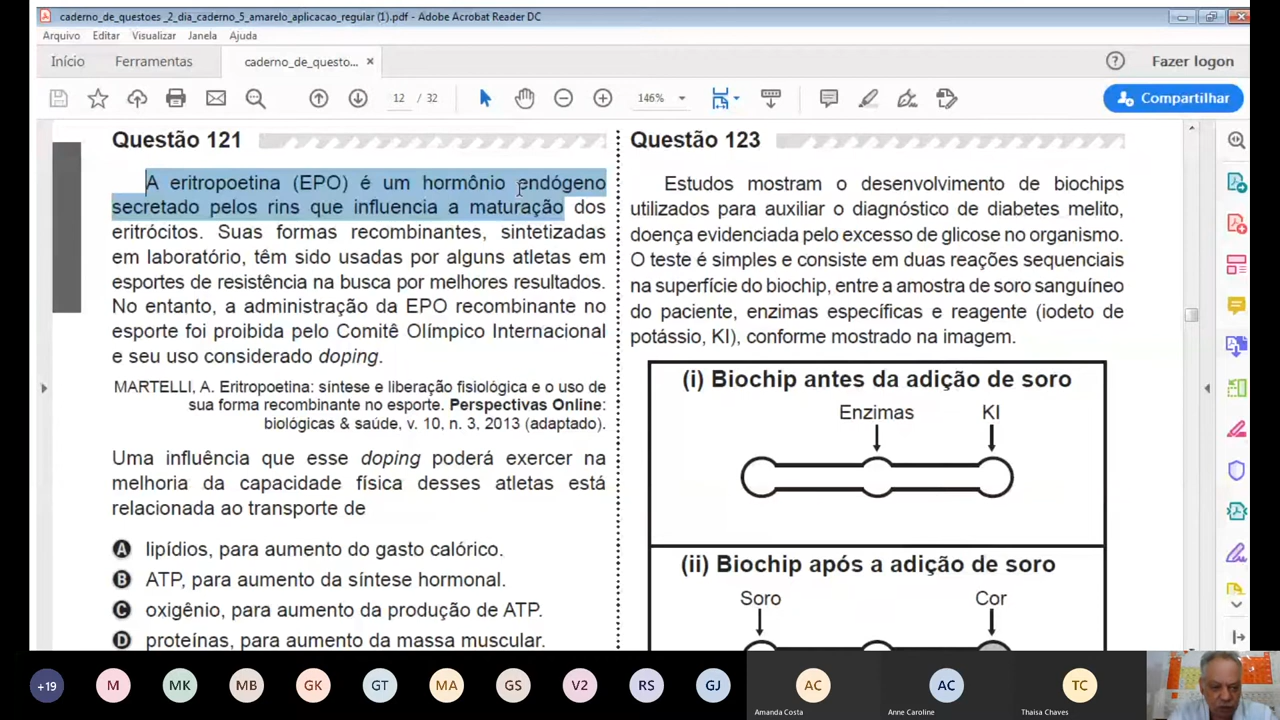 caderno_de_questoes _2_dia_caderno_5_amarelo_aplicacao_regular (1).pdf - Adobe Acrobat Reader DC
Arquivo Editar Visualizar Janela Ajuda
Início Ferramentas caderno_de_questo... × Fazer logon
12 / 32 146% Compartilhar
Questão 121
A eritropoetina (EPO) é um hormônio endógeno
secretado pelos rins que influencia a maturação dos
eritrócitos. Suas formas recombinantes, sintetizadas
em laboratório, têm sido usadas por alguns atletas em
esportes de resistência na busca por melhores resultados.
No entanto, a administração da EPO recombinante no
esporte foi proibida pelo Comitê Olímpico Internacional
e seu uso considerado doping.
MARTELLI, A. Eritropoetina: síntese e liberação fisiológica e o uso de
sua forma recombinante no esporte. Perspectivas Online:
biológicas & saúde, v. 10, n. 3, 2013 (adaptado).
Uma influência que esse doping poderá exercer na
melhoria da capacidade física desses atletas está
relacionada ao transporte de
A lipídios, para aumento do gasto calórico.
B ATP, para aumento da síntese hormonal.
C oxigênio, para aumento da produção de ATP.
D proteínas, para aumento da massa muscular.
Questão 123
Estudos mostram o desenvolvimento de biochips
utilizados para auxiliar o diagnóstico de diabetes melito,
doença evidenciada pelo excesso de glicose no organismo.
O teste é simples e consiste em duas reações sequenciais
na superfície do biochip, entre a amostra de soro sanguíneo
do paciente, enzimas específicas e reagente (iodeto de
potássio, KI), conforme mostrado na imagem.
(i) Biochip antes da adição de soro
Enzimas KI
(ii) Biochip após a adição de soro
Soro Cor
+19 M MK MB GK GT MA GS V2 RS GJ AC AC TC
Amanda Costa Anne Caroline Thaisa Chaves